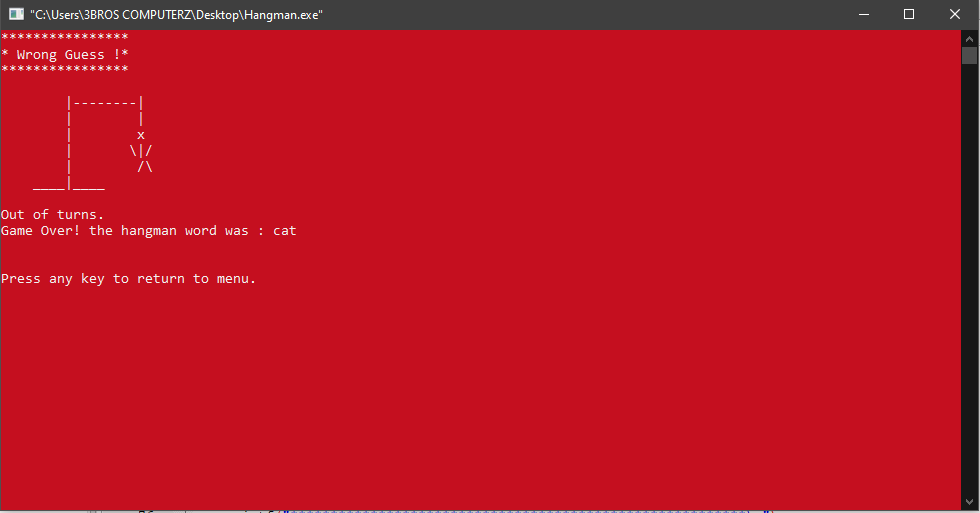 "C:\Users\3BROS COMPUTERZ\Desktop\Hangman.exe"
****************
* Wrong Guess !*
****************
        |--------|
        |        |
        |        x
        |       \|/
        |        /\
    ____|____
Out of turns.
Game Over! the hangman word was : cat
Press any key to return to menu.